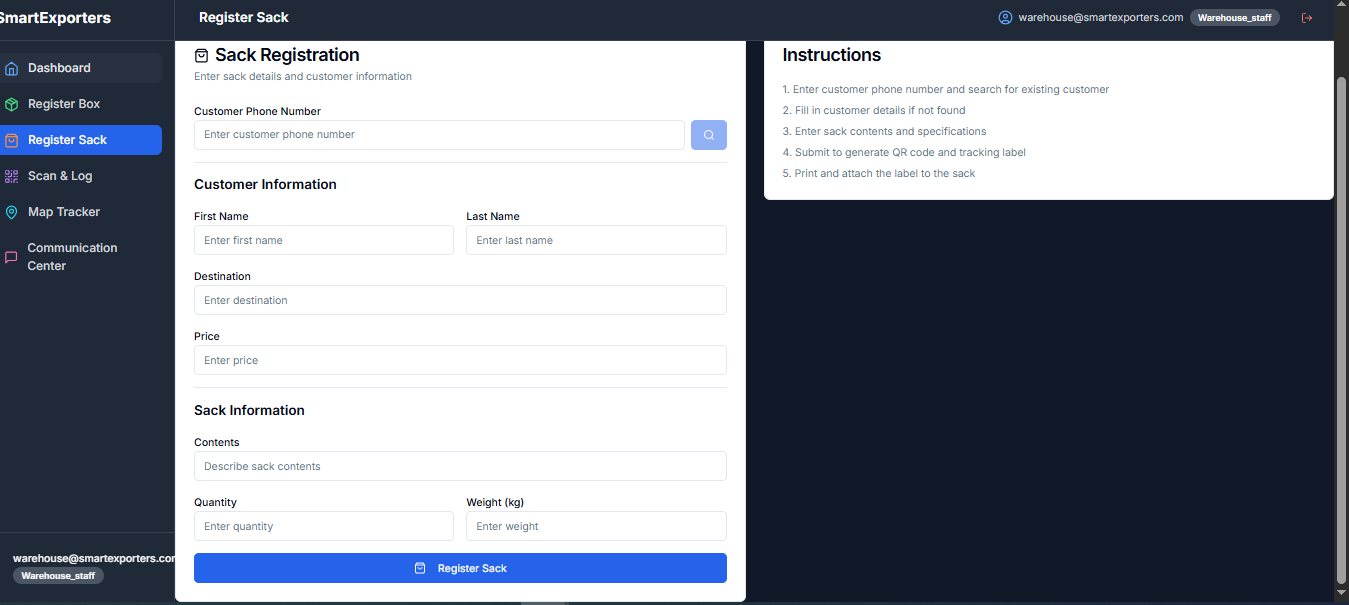 SmartExporters
Register Sack
warehouse@smartexporters.com
Warehouse_staff
Dashboard
Register Box
Register Sack
Scan & Log
Map Tracker
Communication
Center
warehouse@smartexporters.cor
Warehouse_staff
Sack Registration
Enter sack details and customer information
Customer Phone Number
Enter customer phone number
Customer Information
First Name
Last Name
Enter first name
Enter last name
Destination
Enter destination
Price
Enter price
Sack Information
Contents
Describe sack contents
Quantity
Weight (kg)
Enter quantity
Enter weight
Register Sack
Instructions
1. Enter customer phone number and search for existing customer
2. Fill in customer details if not found
3. Enter sack contents and specifications
4. Submit to generate QR code and tracking label
5. Print and attach the label to the sack